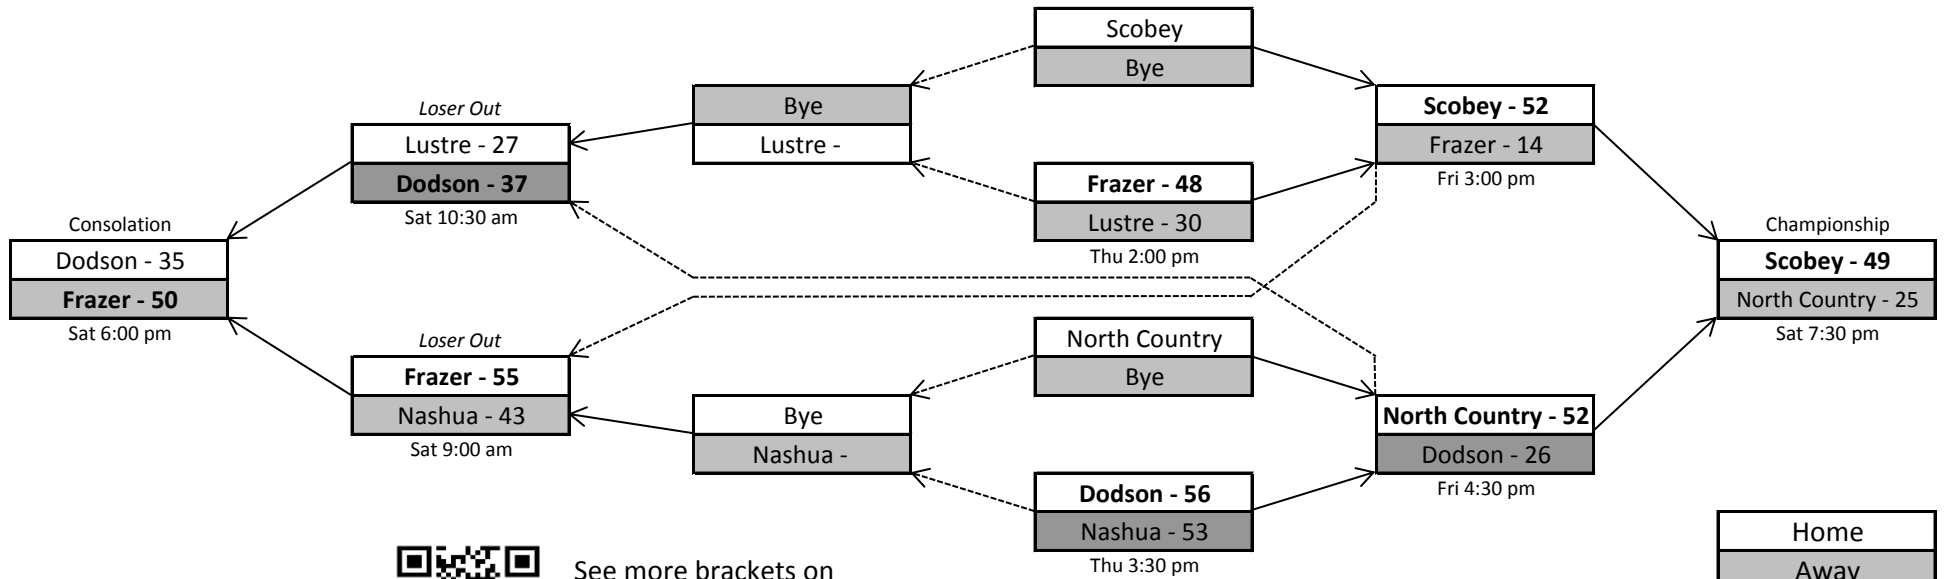 Scobey
Bye
Bye
Lustre -
Loser Out
Lustre - 27
Dodson - 37
Sat 10:30 am
Scobey - 52
Frazer - 14
Fri 3:00 pm
Frazer - 48
Lustre - 30
Thu 2:00 pm
Consolation
Dodson - 35
Frazer - 50
Sat 6:00 pm
Championship
Scobey - 49
North Country - 25
Sat 7:30 pm
Loser Out
Frazer - 55
Nashua - 43
Sat 9:00 am
North Country
Bye
Bye
Nashua -
North Country - 52
Dodson - 26
Fri 4:30 pm
Dodson - 56
Nashua - 53
Thu 3:30 pm
See more brackets on
Home
Away